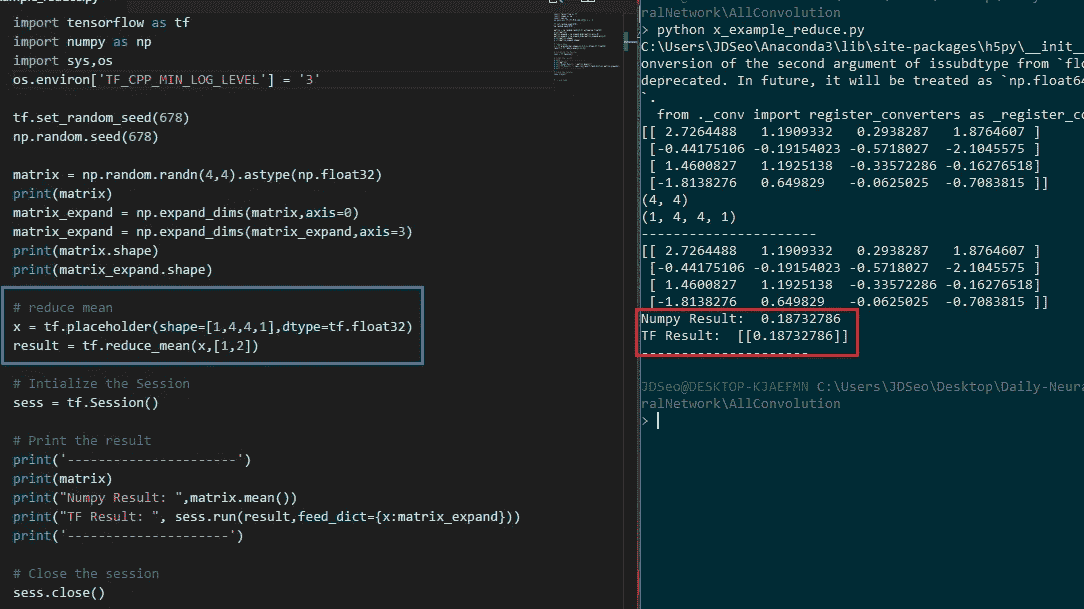 import tensorflow as tf
import numpy as np
import sys,os
os.environ['TF_CPP_MIN_LOG_LEVEL'] = '3'
tf.set_random_seed(678)
np.random.seed(678)
matrix = np.random.randn(4,4).astype(np.float32)
print(matrix)
matrix_expand = np.expand_dims(matrix,axis=0)
matrix_expand = np.expand_dims(matrix_expand,axis=3)
print(matrix.shape)
print(matrix_expand.shape)
# reduce mean
x = tf.placeholder(shape=[1,4,4,1],dtype=tf.float32)
result = tf.reduce_mean(x,[1,2])
# Intialize the Session
sess = tf.Session()
# Print the result
print('----------------------')
print(matrix)
print("Numpy Result: ",matrix.mean())
print("TF Result: ", sess.run(result,feed_dict={x:matrix_expand}))
print('---------------------')
# Close the session
sess.close()
ralNetwork\AllConvolution
> python x_example_reduce.py
C:\Users\JDSeo\Anaconda3\lib\site-packages\h5py\__init__
onversion of the second argument of issubdtype from `flo
deprecated. In future, it will be treated as `np.float64
`.
from ._conv import register_converters as _register_co
[[ 2.7264488   1.1909332   0.2938287   1.8764607 ]
[-0.44175106 -0.19154023 -0.5718027  -2.1045575 ]
[ 1.4600827   1.1925138  -0.33572286 -0.16276518]
[-1.8138276   0.649829   -0.0625025  -0.7083815 ]]
(4, 4)
(1, 4, 4, 1)
----------------------
[[ 2.7264488   1.1909332   0.2938287   1.8764607 ]
[-0.44175106 -0.19154023 -0.5718027  -2.1045575 ]
[ 1.4600827   1.1925138  -0.33572286 -0.16276518]
[-1.8138276   0.649829   -0.0625025  -0.7083815 ]]
Numpy Result:  0.18732786
TF Result:  [[0.18732786]]
---------------------
JDSeo@DESKTOP-KJAEFMN C:\Users\JDSeo\Desktop\Daily-Neura
ralNetwork\AllConvolution
>